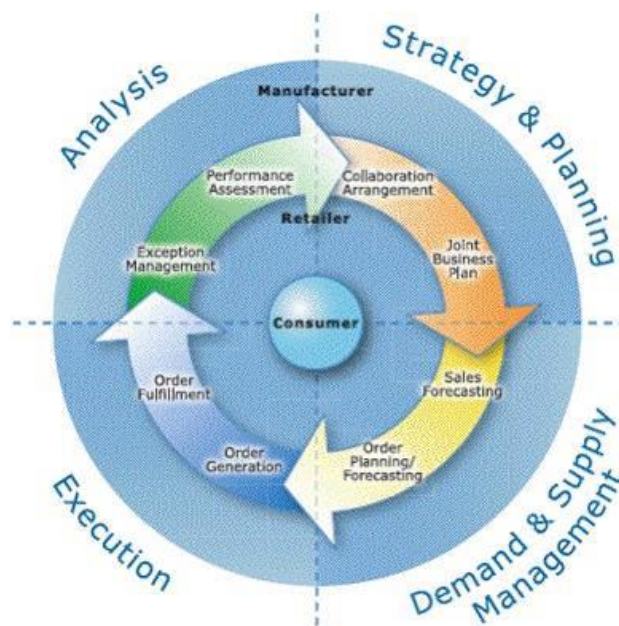 Analysis
Strategy & Planning
Manufacturer
Performance
Assessment
Collaboration
Arrangement
Retailer
Exception
Management
Joint
Business
Plan
Consumer
Order
Fulfillment
Sales
Forecasting
Order
Generation
Order
Planning/
Forecasting
Execution
Demand & Supply
Management